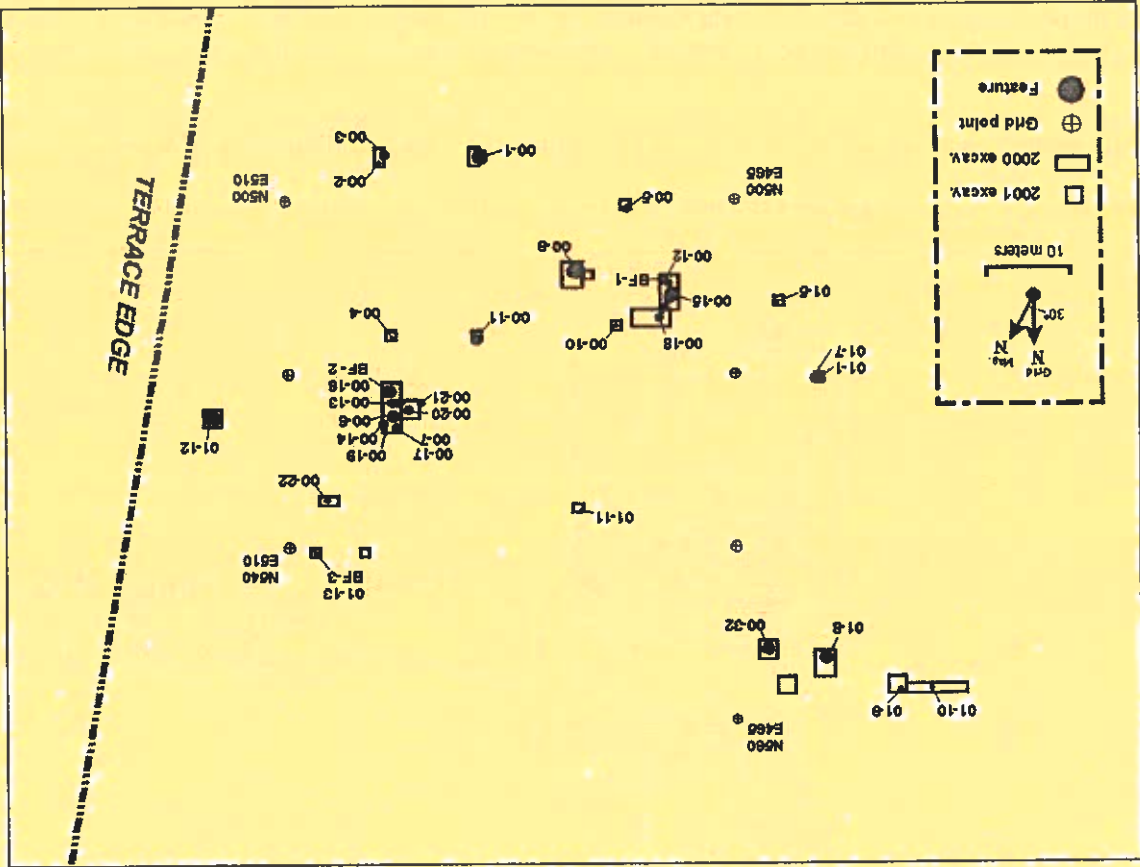 N560
E465
01-10
01-9
01-8
00-32
N540
E510
01-13
BF-3
01-11
00-22
01-12
00-17
00-7
00-19
00-14
00-6
00-20
00-21
00-13
00-16
BF-2
01-7
01-1
00-4
00-11
00-10
00-18
00-15
01-5
BF-1
00-12
00-8
00-5
N500
E465
N500
E510
00-1
00-2
00-3
TERRACE EDGE
Grid
N
Mag.
N
30°
10 meters
2001 excav.
2000 excav.
Grid point
Feature